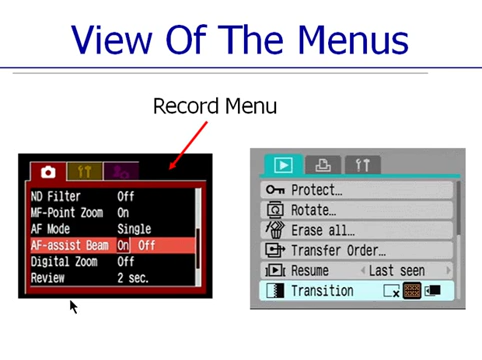 View Of The Menus
Record Menu
ND Filter Off
MF-Point Zoom On
AF Mode Single
AF-assist Beam On Off
Digital Zoom Off
Review 2 sec.
Protect…
Rotate…
Erase all…
Transfer Order…
Resume Last seen
Transition